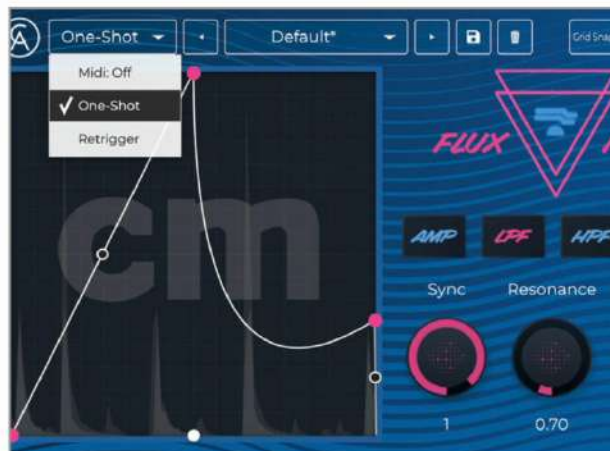 CA
One-Shot
Default*
Grid Snap
Midi: Off
One-Shot
Retrigger
cm
FLUX
AMP
LPF
HPF
Sync
Resonance
1
0.70